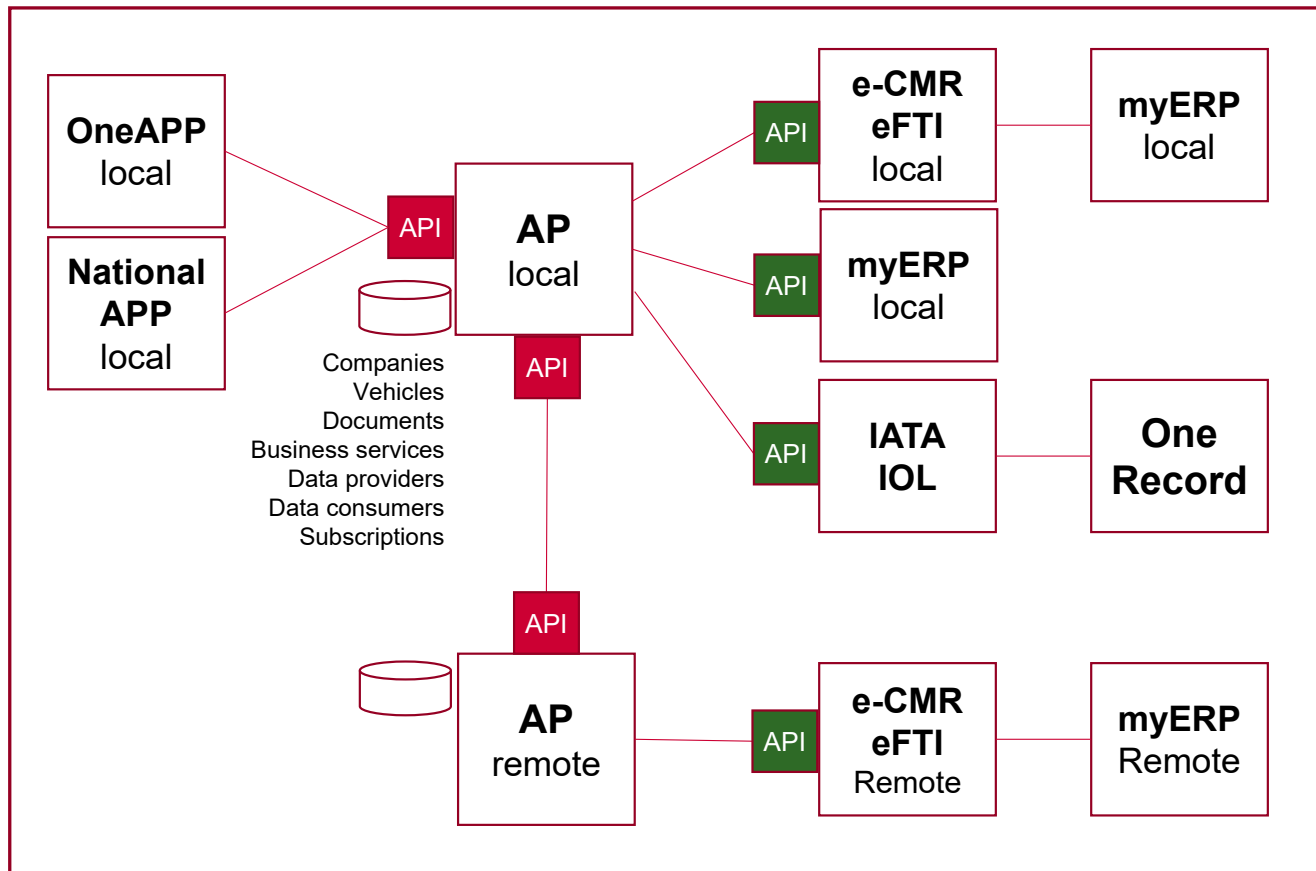 OneAPP
local
National
APP
local
API
AP
local
Companies
Vehicles
Documents
Business services
Data providers
Data consumers
Subscriptions
API
API
e-CMR
eFTI
local
myERP
local
API
myERP
local
API
IATA
IOL
One
Record
API
AP
remote
API
e-CMR
eFTI
Remote
myERP
Remote